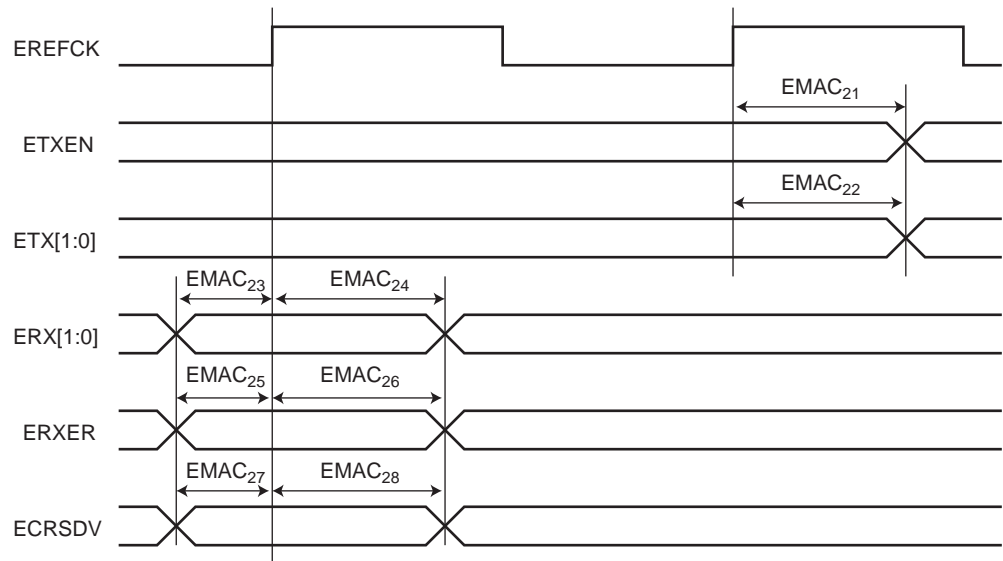 EREFCK
EMAC21
ETXEN
EMAC22
ETX[1:0]
EMAC23 EMAC24
ERX[1:0]
EMAC25 EMAC26
ERXER
EMAC27 EMAC28
ECRSDV